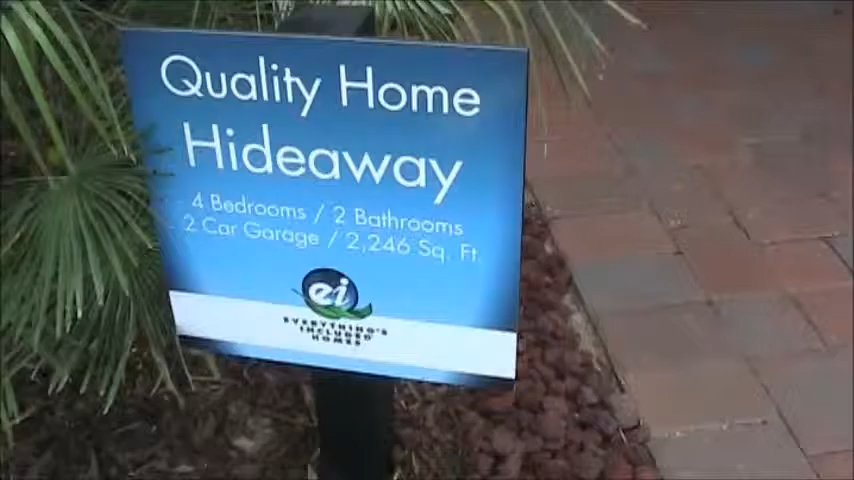 Quality Home
Hideaway
4 Bedrooms / 2 Bathrooms
2 Car Garage / 2,246 Sq. Ft.
ei
EVERYTHING'S
INCLUDED
HOMES